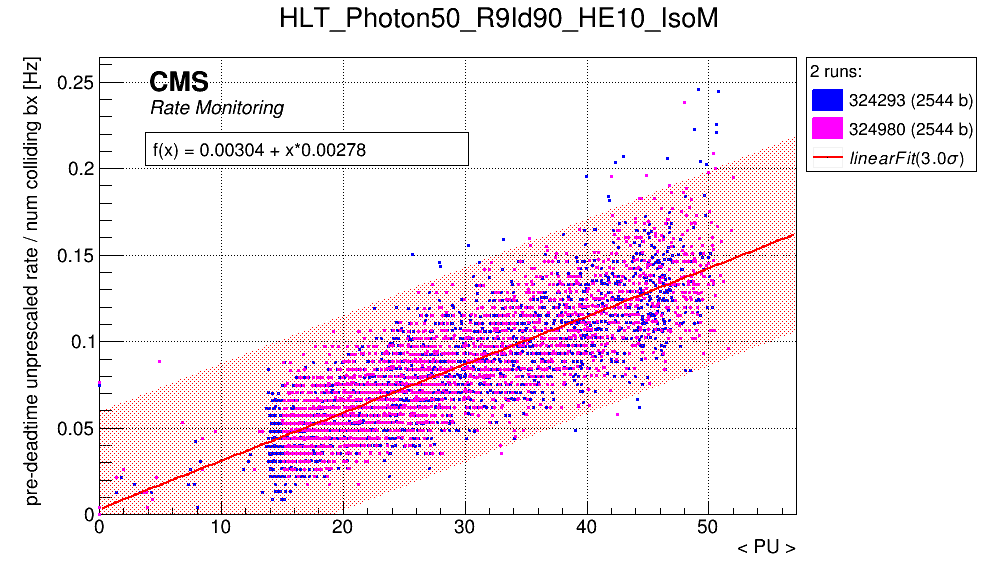 HLT_Photon50_R9Id90_HE10_IsoM
pre-deadtime unprescaled rate / num colliding bx [Hz]
0.25
0.2
0.15
0.1
0.05
0
CMS
Rate Monitoring
f(x) = 0.00304 + x*0.00278
0 10 20 30 40 50
< PU >
2 runs:
324293 (2544 b)
324980 (2544 b)
linearFit(3.0σ)